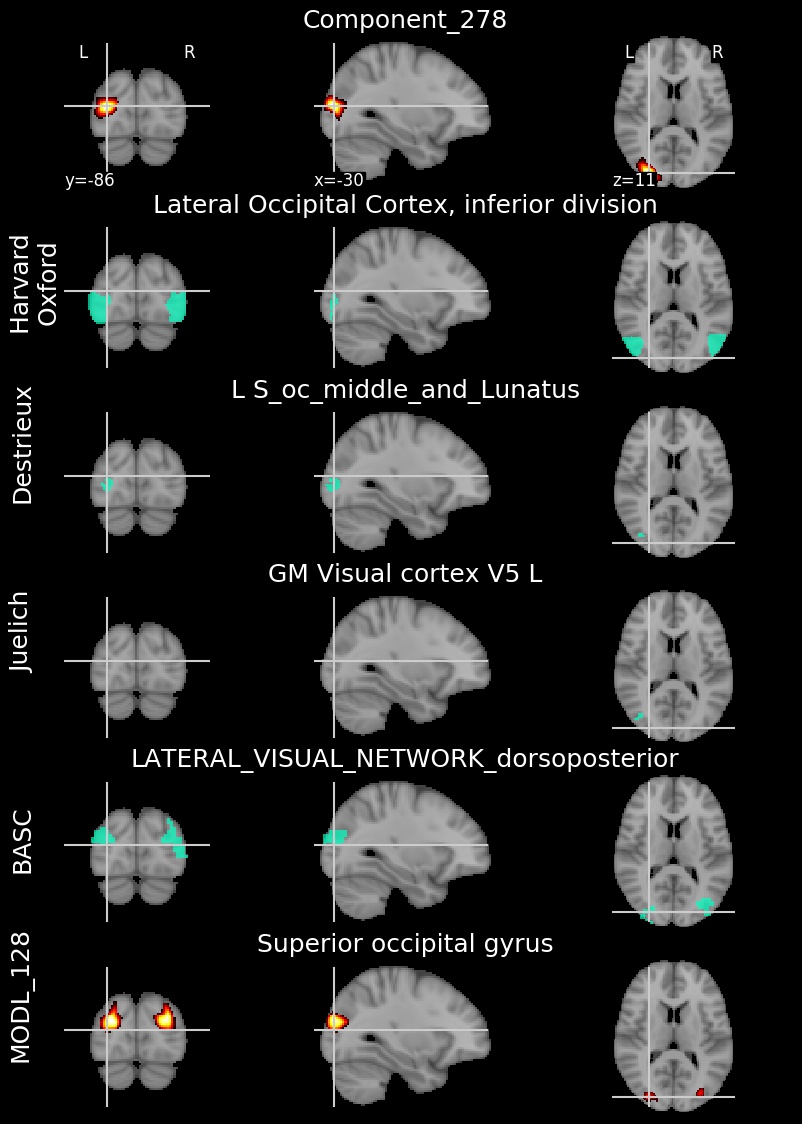 Component_278
L R L R
y=-86 x=-30 z=11
Lateral Occipital Cortex, inferior division
Harvard
Oxford
L S_oc_middle_and_Lunatus
Destrieux
GM Visual cortex V5 L
Juelich
LATERAL_VISUAL_NETWORK_dorsoposterior
BASC
Superior occipital gyrus
MODL_128